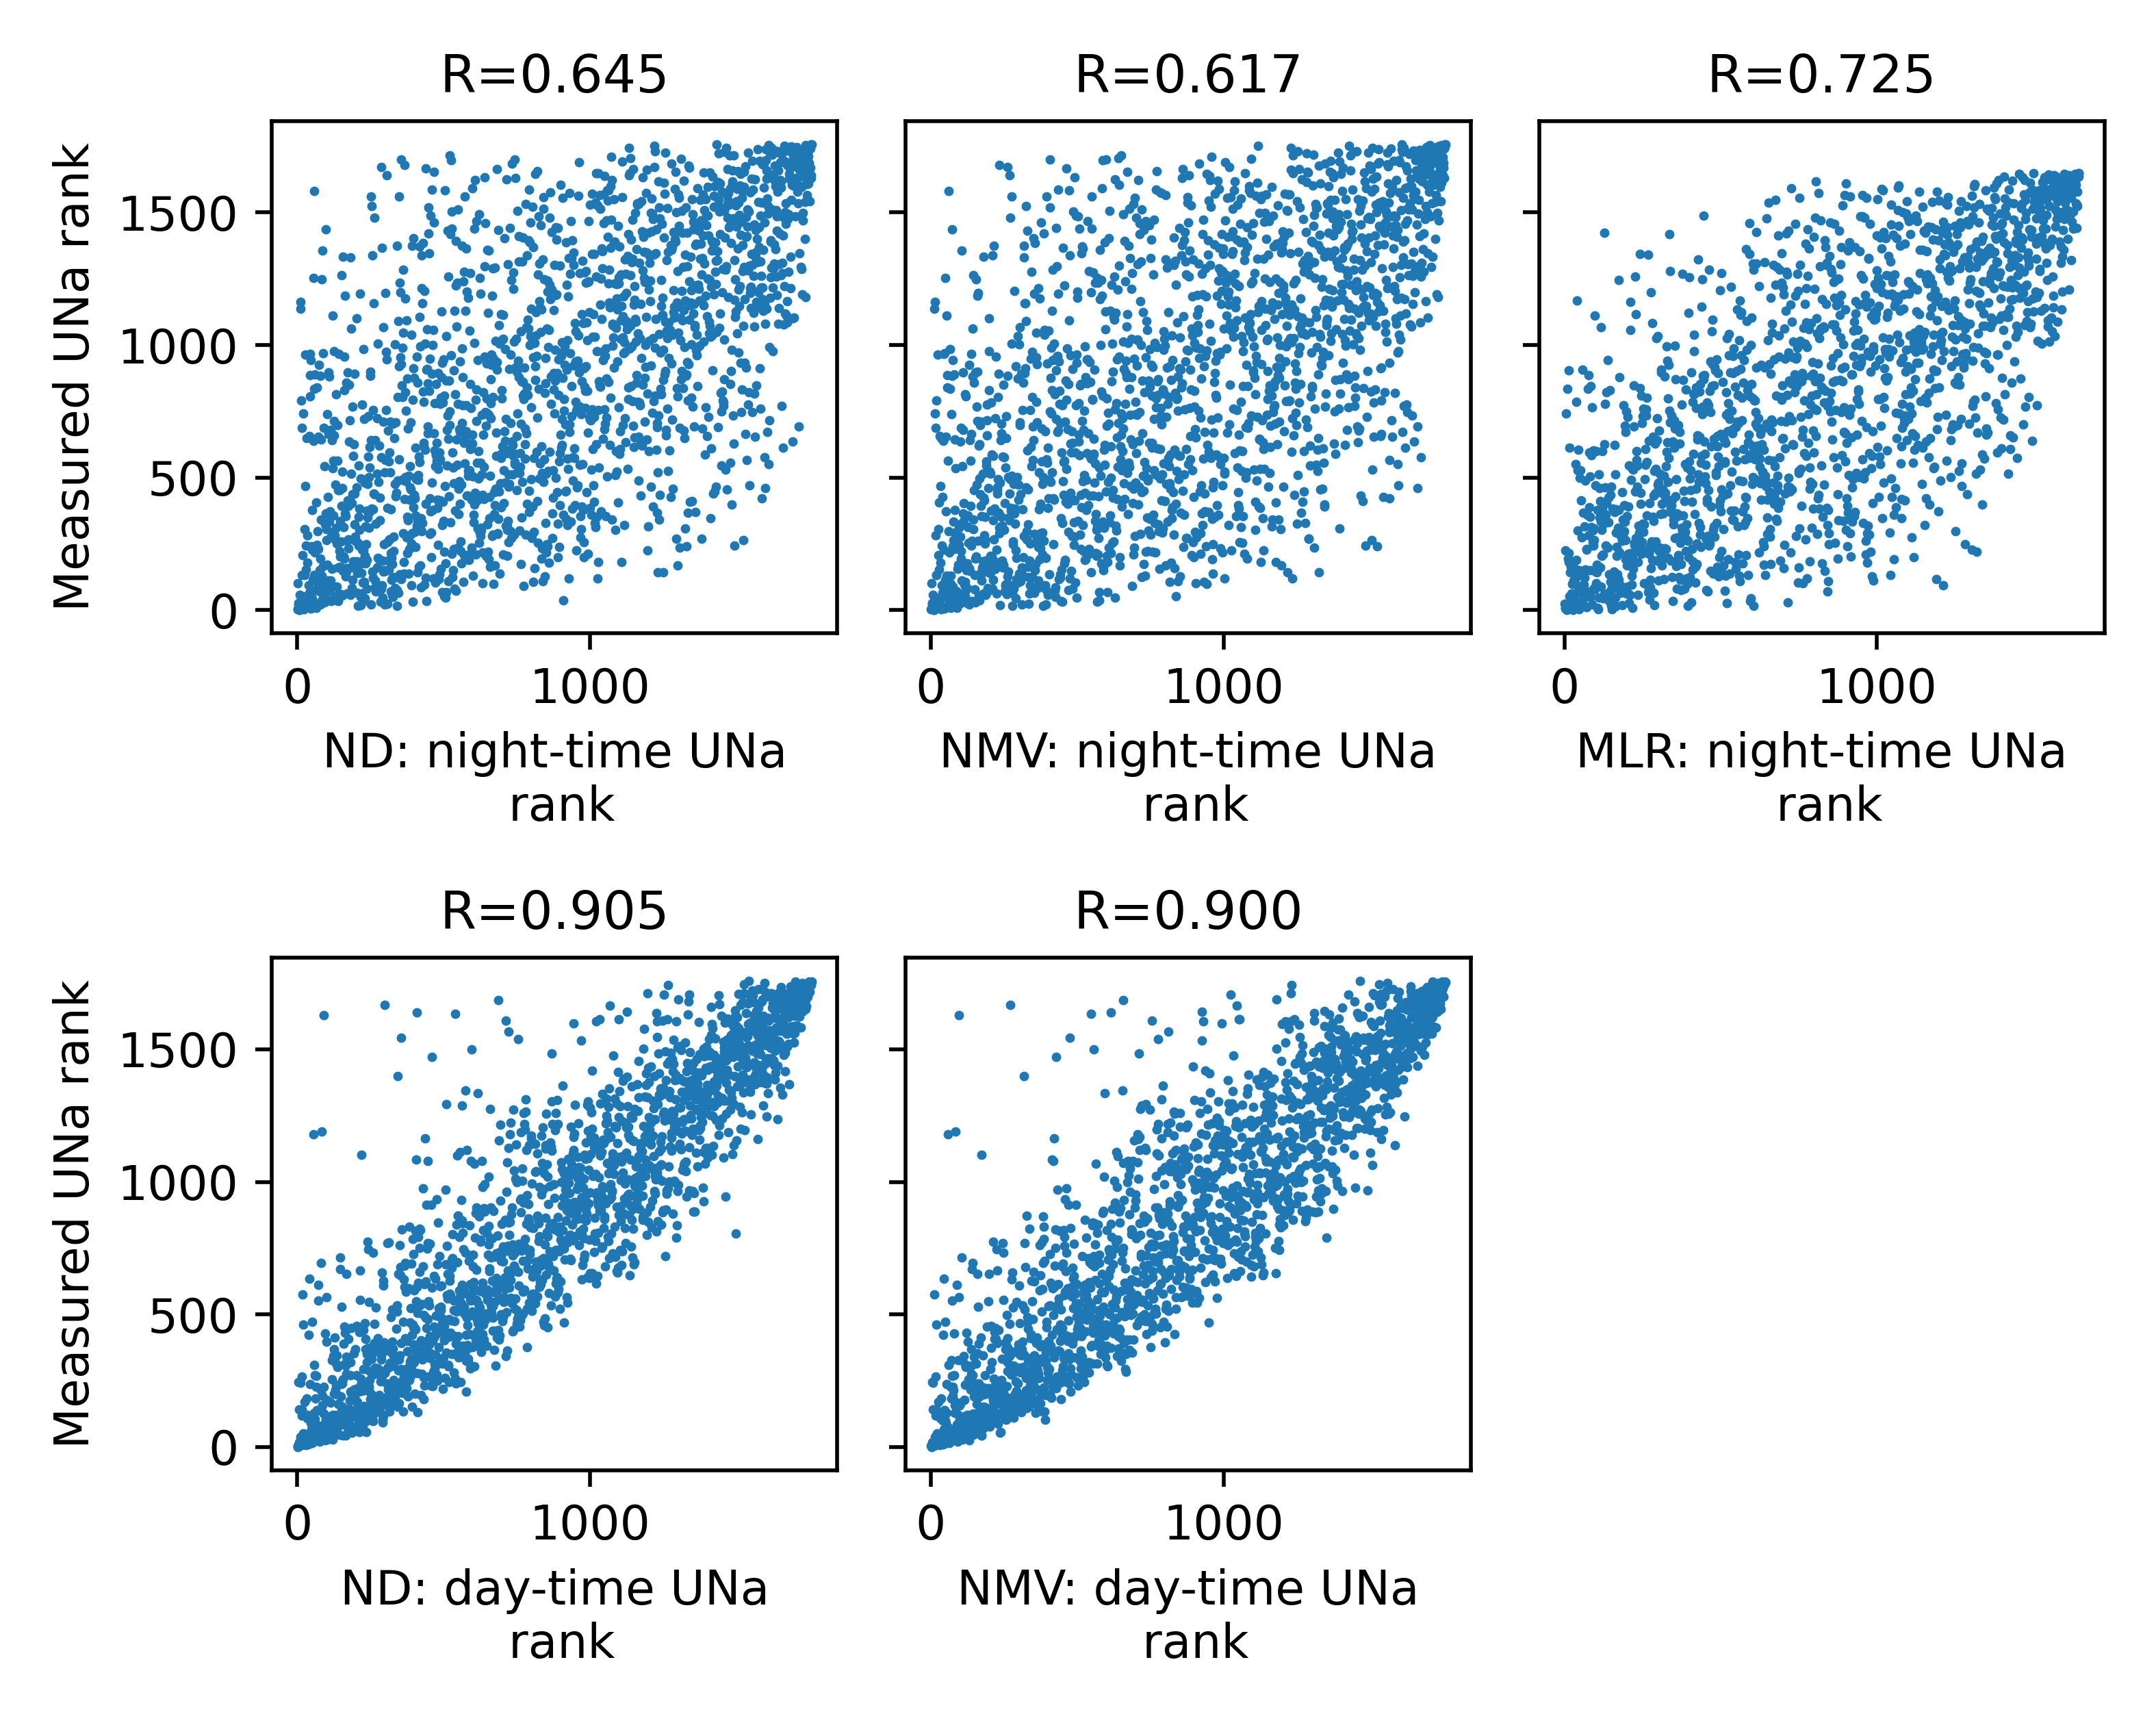 R=0.645
R=0.617
R=0.725
Measured UNa rank
1500
1000
500
0
0
1000
0
1000
0
1000
ND: night-time UNa
rank
NMV: night-time UNa
rank
MLR: night-time UNa
rank
R=0.905
R=0.900
Measured UNa rank
1500
1000
500
0
0
1000
0
1000
ND: day-time UNa
rank
NMV: day-time UNa
rank